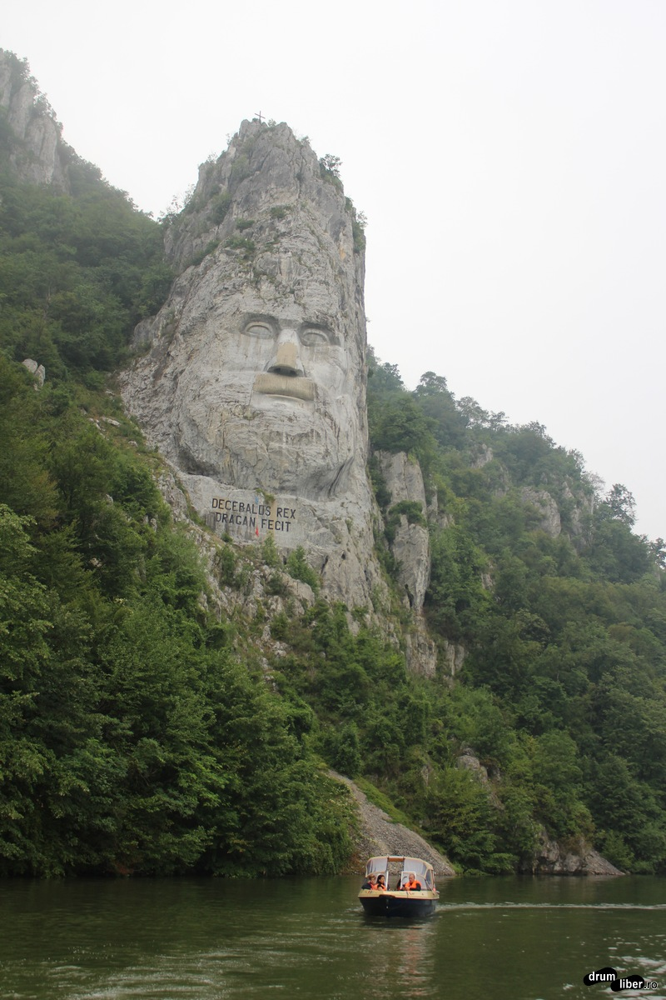 DECEBALUS REX
DRAGAN FECIT
drum
liber.ro